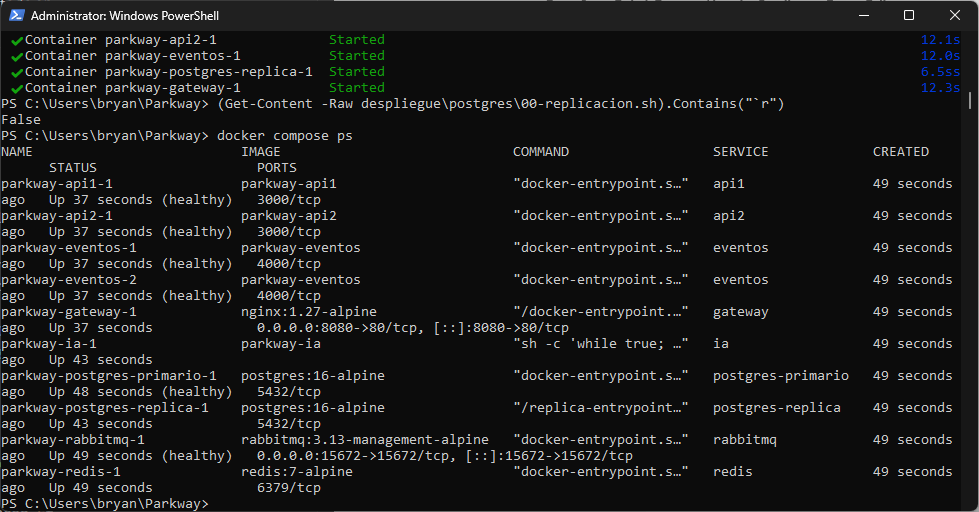 Administrator: Windows PowerShell
✔ Container parkway-api2-1 Started 12.1s
✔ Container parkway-eventos-1 Started 12.0s
✔ Container parkway-postgres-replica-1 Started 6.5ss
✔ Container parkway-gateway-1 Started 12.3s
PS C:\Users\bryan\Parkway> (Get-Content -Raw despliegue\postgres\00-replicacion.sh).Contains("`r")
False
PS C:\Users\bryan\Parkway> docker compose ps
NAME IMAGE COMMAND SERVICE CREATED
STATUS PORTS
parkway-api1-1 parkway-api1 "docker-entrypoint.s…" api1 49 seconds
ago Up 37 seconds (healthy) 3000/tcp
parkway-api2-1 parkway-api2 "docker-entrypoint.s…" api2 49 seconds
ago Up 37 seconds (healthy) 3000/tcp
parkway-eventos-1 parkway-eventos "docker-entrypoint.s…" eventos 49 seconds
ago Up 37 seconds (healthy) 4000/tcp
parkway-eventos-2 parkway-eventos "docker-entrypoint.s…" eventos 49 seconds
ago Up 37 seconds (healthy) 4000/tcp
parkway-gateway-1 nginx:1.27-alpine "/docker-entrypoint.…" gateway 49 seconds
ago Up 37 seconds 0.0.0.0:8080->80/tcp, [::]:8080->80/tcp
parkway-ia-1 parkway-ia "sh -c 'while true; …" ia 49 seconds
ago Up 43 seconds
parkway-postgres-primario-1 postgres:16-alpine "docker-entrypoint.s…" postgres-primario 49 seconds
ago Up 48 seconds (healthy) 5432/tcp
parkway-postgres-replica-1 postgres:16-alpine "/replica-entrypoint…" postgres-replica 49 seconds
ago Up 43 seconds 5432/tcp
parkway-rabbitmq-1 rabbitmq:3.13-management-alpine "docker-entrypoint.s…" rabbitmq 49 seconds
ago Up 49 seconds (healthy) 0.0.0.0:15672->15672/tcp, [::]:15672->15672/tcp
parkway-redis-1 redis:7-alpine "docker-entrypoint.s…" redis 49 seconds
ago Up 49 seconds 6379/tcp
PS C:\Users\bryan\Parkway>